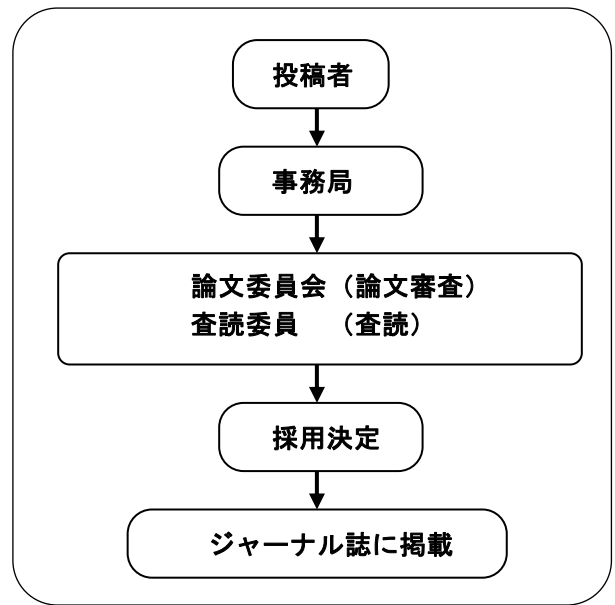 投稿者
事務局
論文委員会（論文審査）
査読委員　（査読）
採用決定
ジャーナル誌に掲載